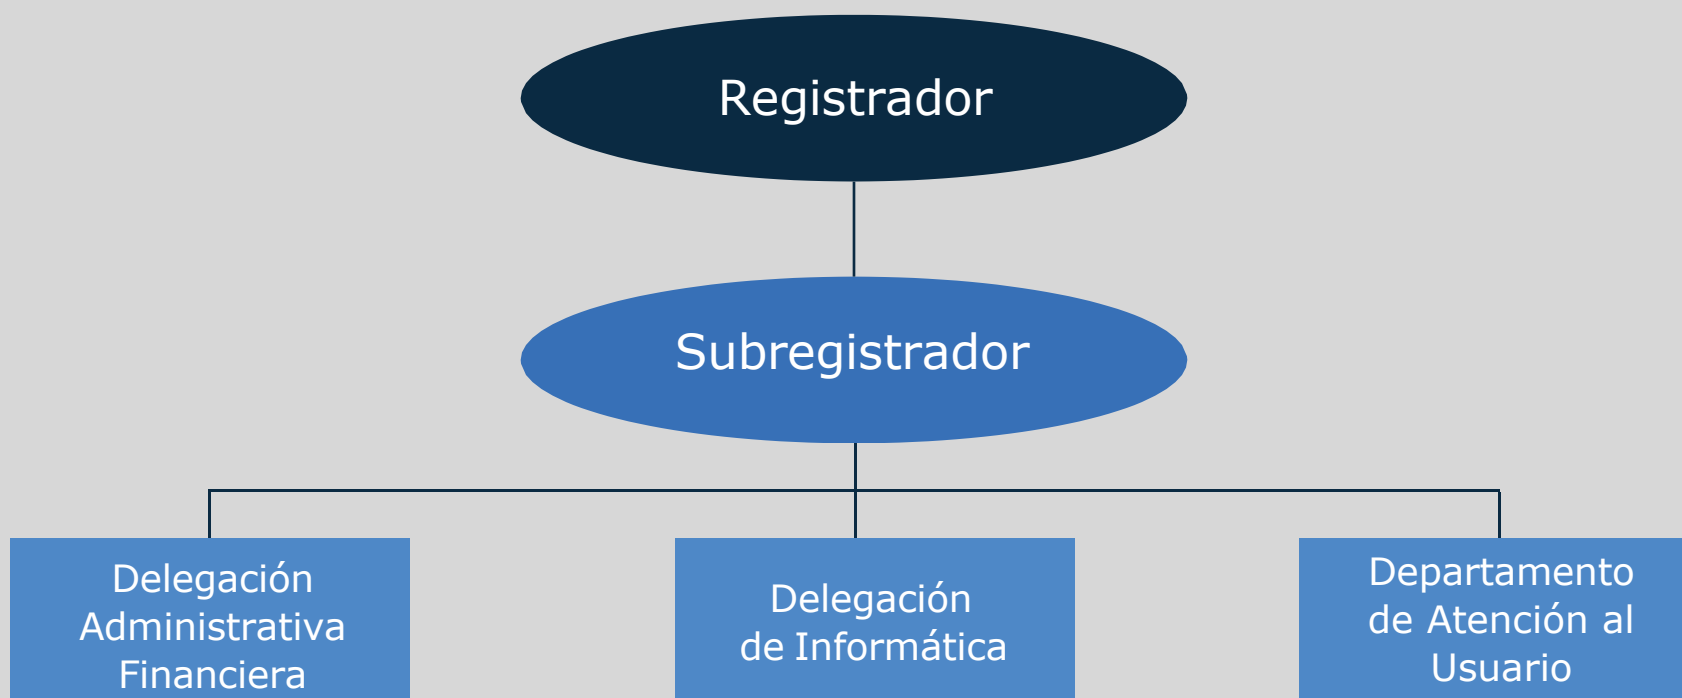 Registrador
Subregistrador
Delegación
Administrativa
Financiera
Delegación
de Informática
Departamento
de Atención al
Usuario